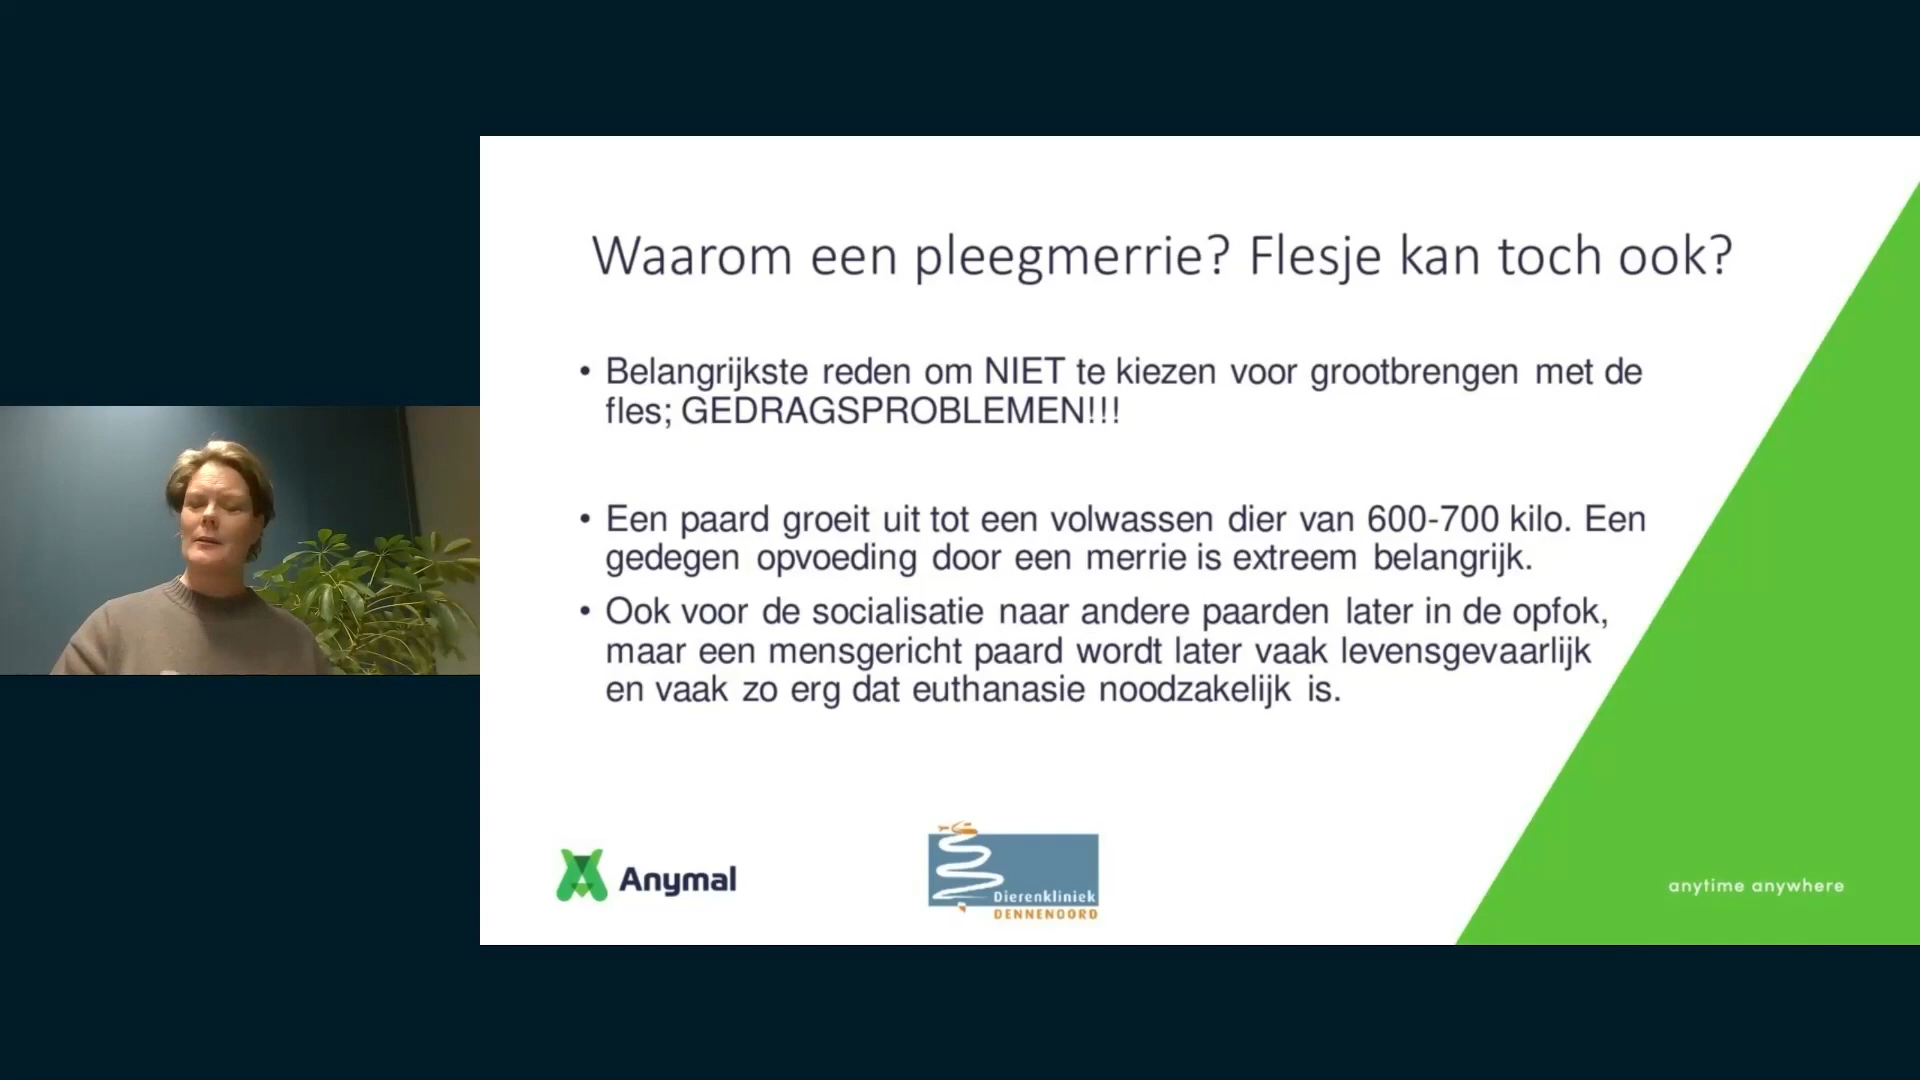 Waarom een pleegmerrie? Flesje kan toch ook?
• Belangrijkste reden om NIET te kiezen voor grootbrengen met de
fles; GEDRAGSPROBLEMEN!!!
• Een paard groeit uit tot een volwassen dier van 600-700 kilo. Een
gedegen opvoeding door een merrie is extreem belangrijk.
• Ook voor de socialisatie naar andere paarden later in de opfok,
maar een mensgericht paard wordt later vaak levensgevaarlijk
en vaak zo erg dat euthanasie noodzakelijk is.
Anymal
Dierenkliniek
DENNENOORD
anytime anywhere